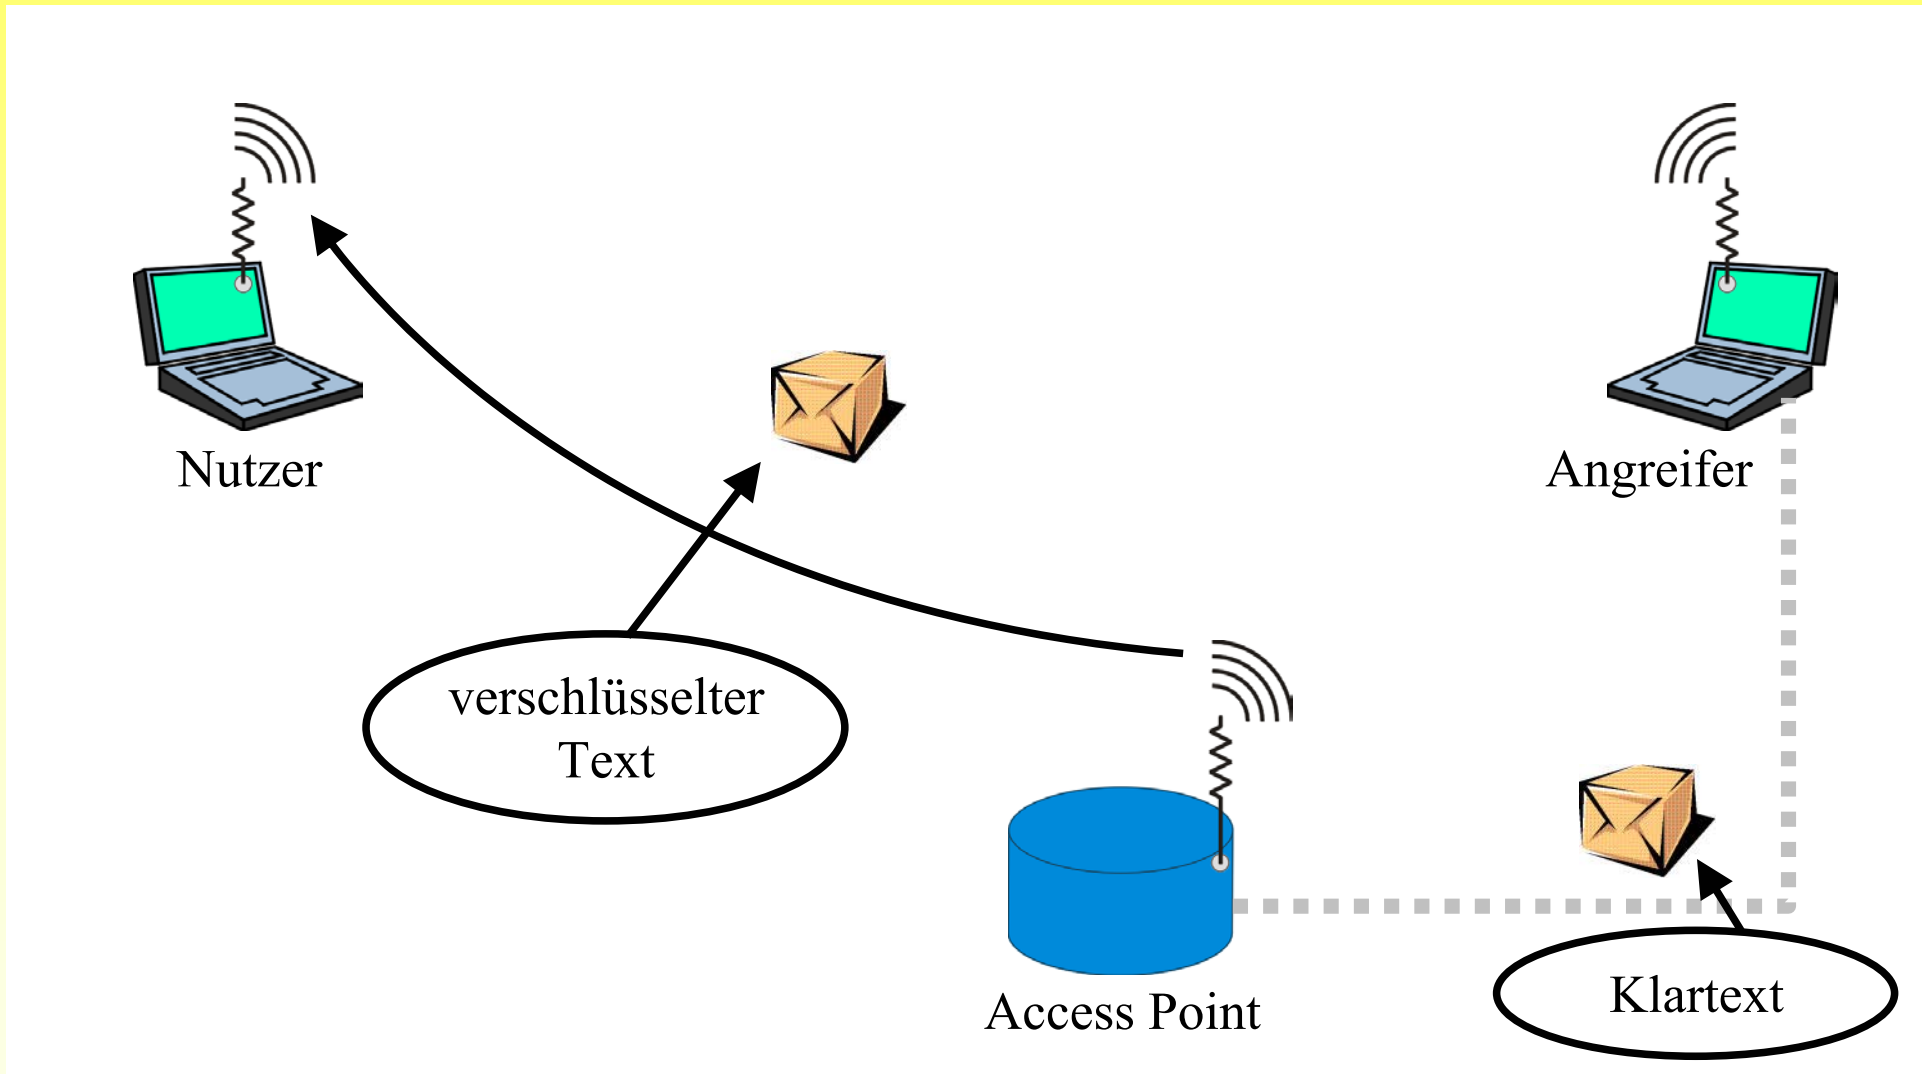 Nutzer
Angreifer
verschlüsselter
Text
Access Point
Klartext